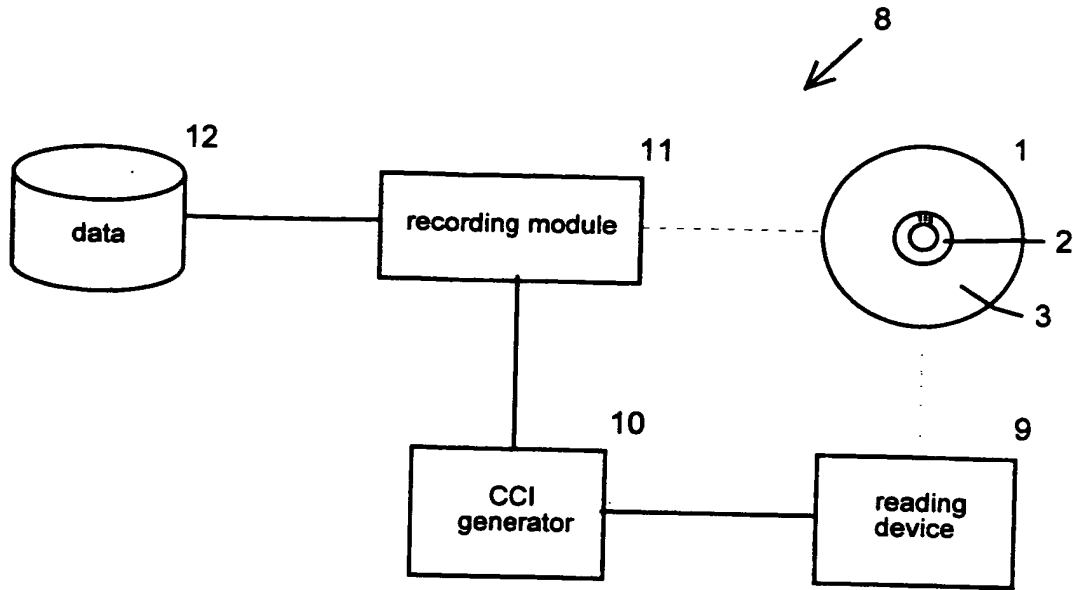 8
12
11
1
data
recording module
2
3
10
9
CCI
generator
reading
device